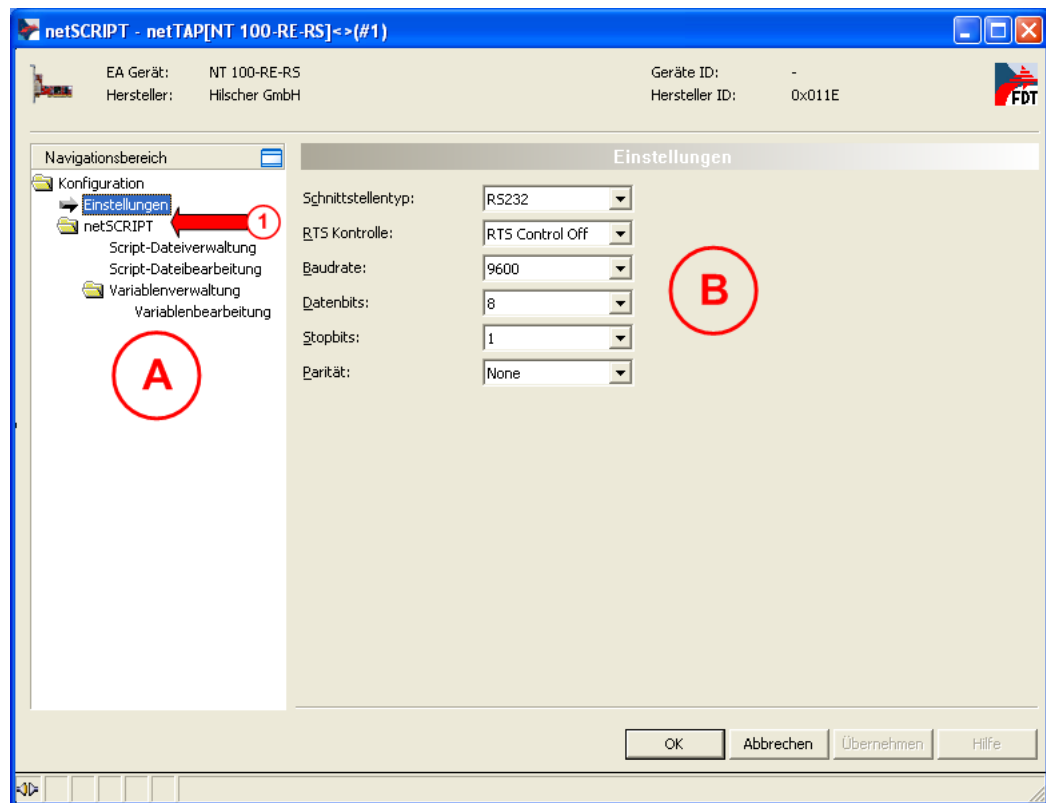 netSCRIPT - netTAP[NT 100-RE-RS]<>(#1)
EA Gerät: NT 100-RE-RS Geräte ID: -
Hersteller: Hilscher GmbH Hersteller ID: 0x011E
FDT
Navigationsbereich
Einstellungen
Konfiguration
Einstellungen
netSCRIPT
1
Script-Dateiverwaltung
Script-Dateibearbeitung
Variablenverwaltung
Variablenbearbeitung
A
Schnittstellentyp: RS232
RTS Kontrolle: RTS Control Off
Baudrate: 9600
Datenbits: 8
Stopbits: 1
Parität: None
B
OK Abbrechen Übernehmen Hilfe